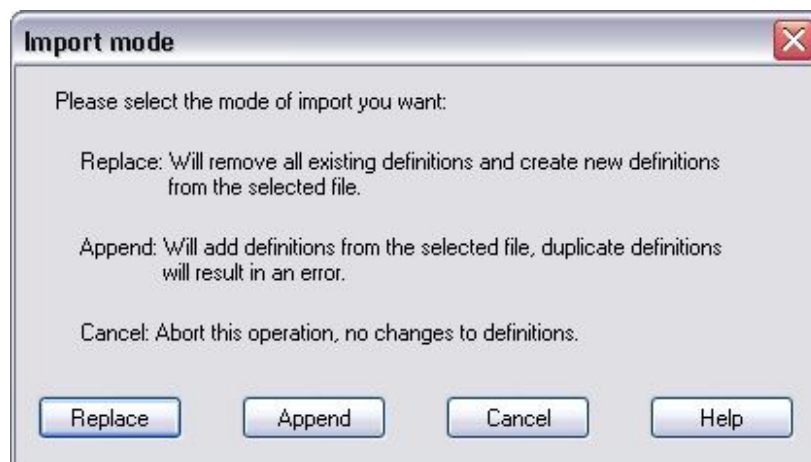 Import mode
Please select the mode of import you want:
Replace: Will remove all existing definitions and create new definitions
from the selected file.
Append: Will add definitions from the selected file, duplicate definitions
will result in an error.
Cancel: Abort this operation, no changes to definitions.
Replace Append Cancel Help